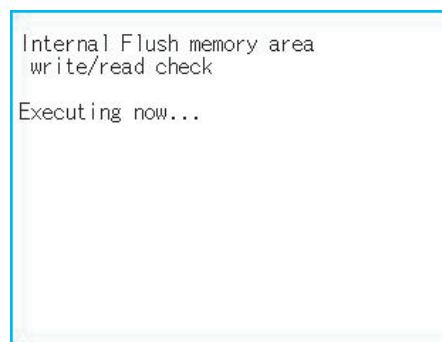 Internal Flush memory area
write/read check
Executing now...